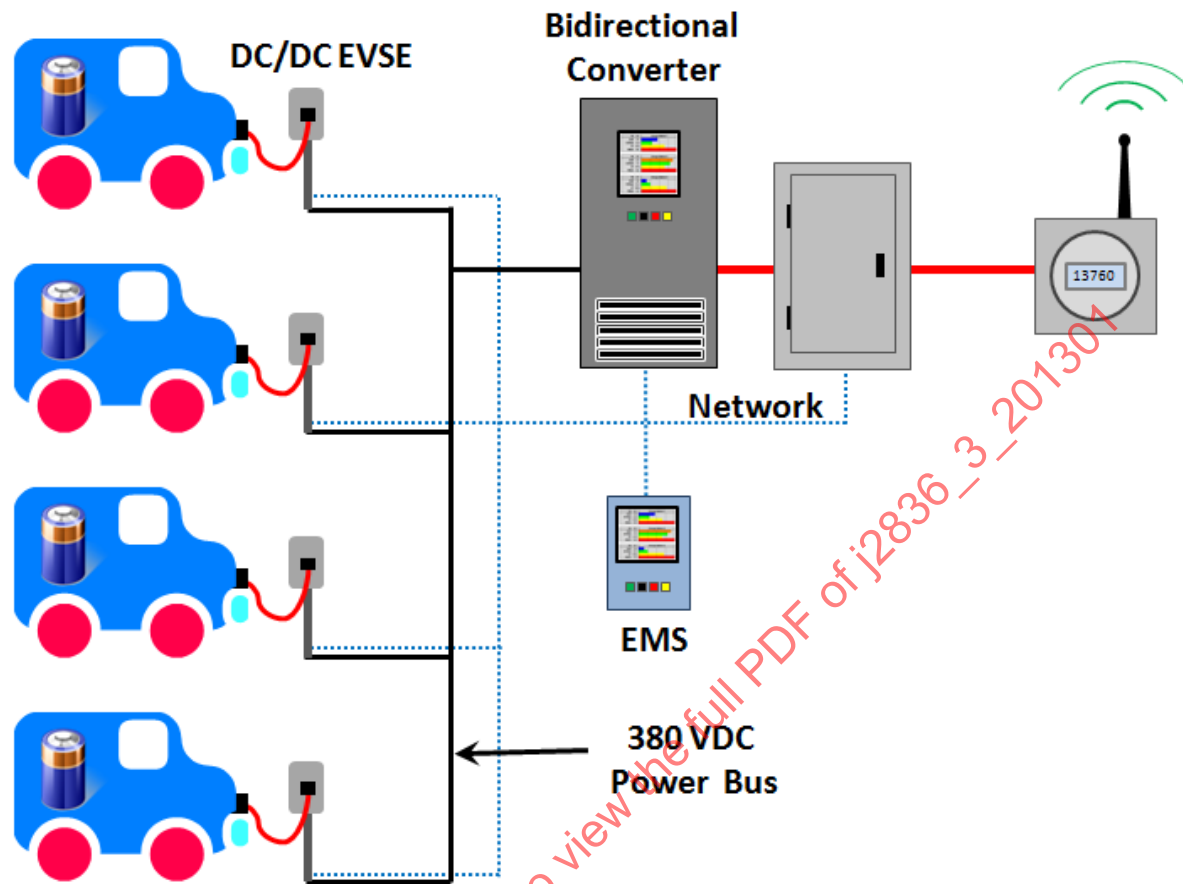 DC/DC EVSE
Bidirectional
Converter
13760
Network
EMS
380 VDC
Power Bus
o view the full PDF of j2836_3_201301